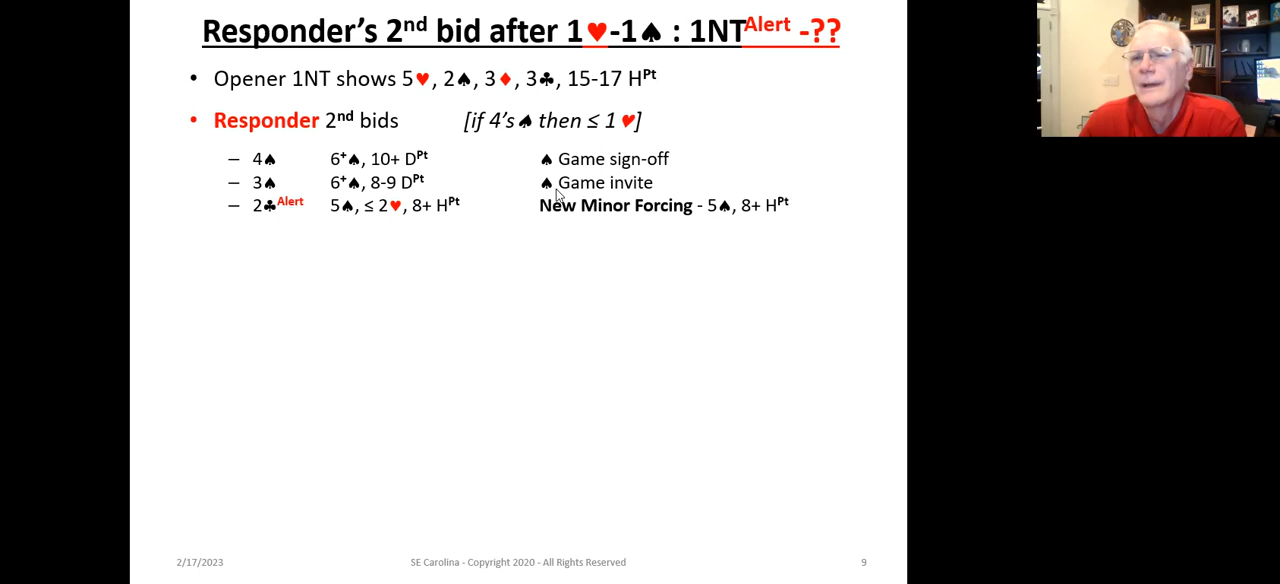 Responder's 2nd bid after 1♥-1♠ : 1NTAlert -??
• Opener 1NT shows 5♥, 2♠, 3♦, 3♣, 15-17 HPt
• Responder 2nd bids [if 4's ♠ then ≤ 1 ♥]
– 4♠ 6+♠, 10+ DPt ♠ Game sign-off
– 3♠ 6+♠, 8-9 DPt ♠ Game invite
– 2♣Alert 5♠, ≤ 2♥, 8+ HPt New Minor Forcing - 5♠, 8+ HPt
2/17/2023 SE Carolina - Copyright 2020 - All Rights Reserved 9